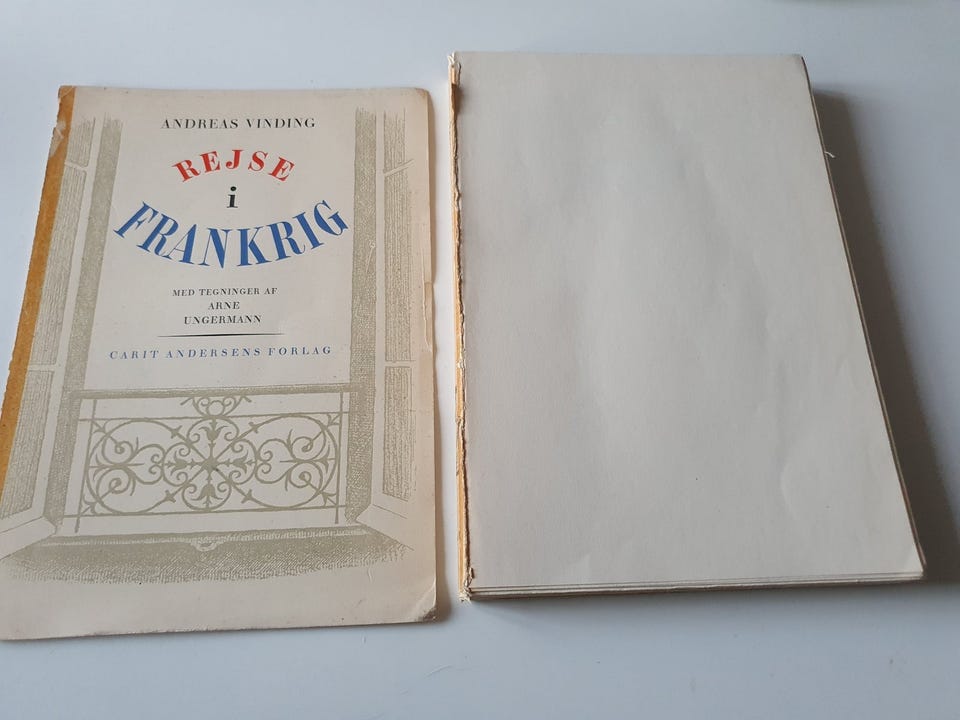 ANDREAS VINDING
REJSE
i
FRANKRIG
MED TEGNINGER AF
ARNE
UNGERMANN
CARIT ANDERSENS FORLAG